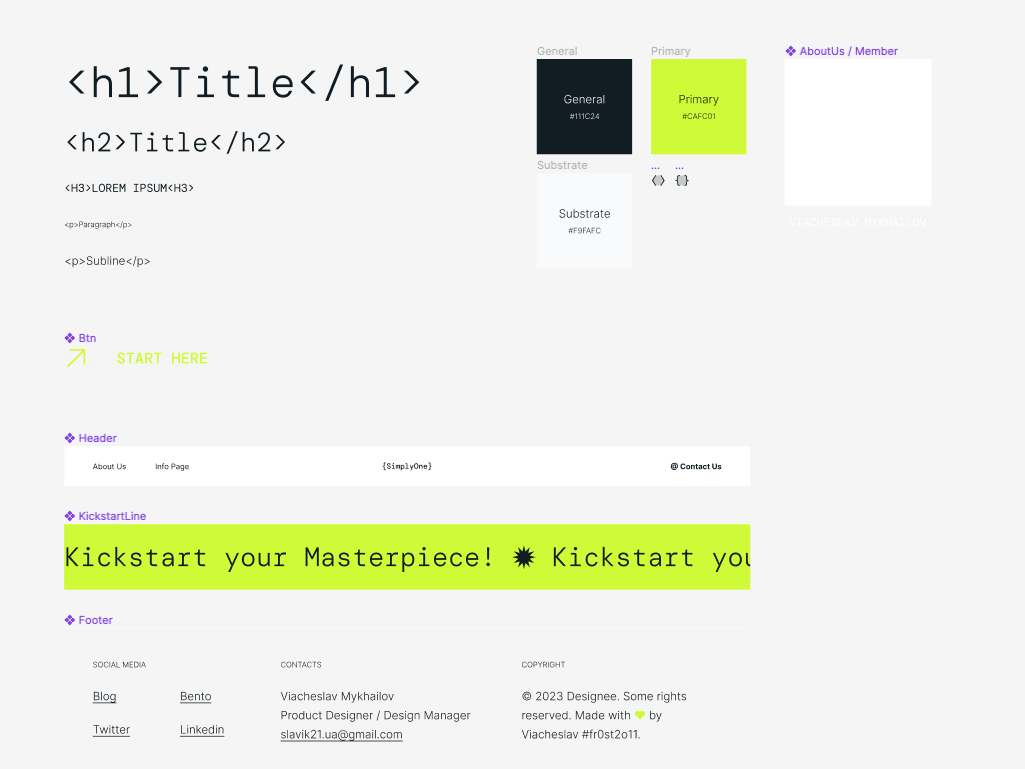 <h1>Title</h1>
<h2>Title</h2>
<H3>LOREM IPSUM<H3>
<p>Paragraph</p>
<p>Subline</p>
General
General
#111C24
Primary
Primary
#CAFC01
Substrate
Substrate
#F9FAFC
... ...
<> {}
AboutUs / Member
VIACHESLAV MYKHAILOV
Btn
START HERE
Header
About Us Info Page {SimplyOne} @ Contact Us
KickstartLine
Kickstart your Masterpiece! ✹ Kickstart you
Footer
SOCIAL MEDIA
Blog Bento
Twitter Linkedin
CONTACTS
Viacheslav Mykhailov
Product Designer / Design Manager
slavik21.ua@gmail.com
COPYRIGHT
© 2023 Designee. Some rights
reserved. Made with ♥ by
Viacheslav #fr0st2o11.